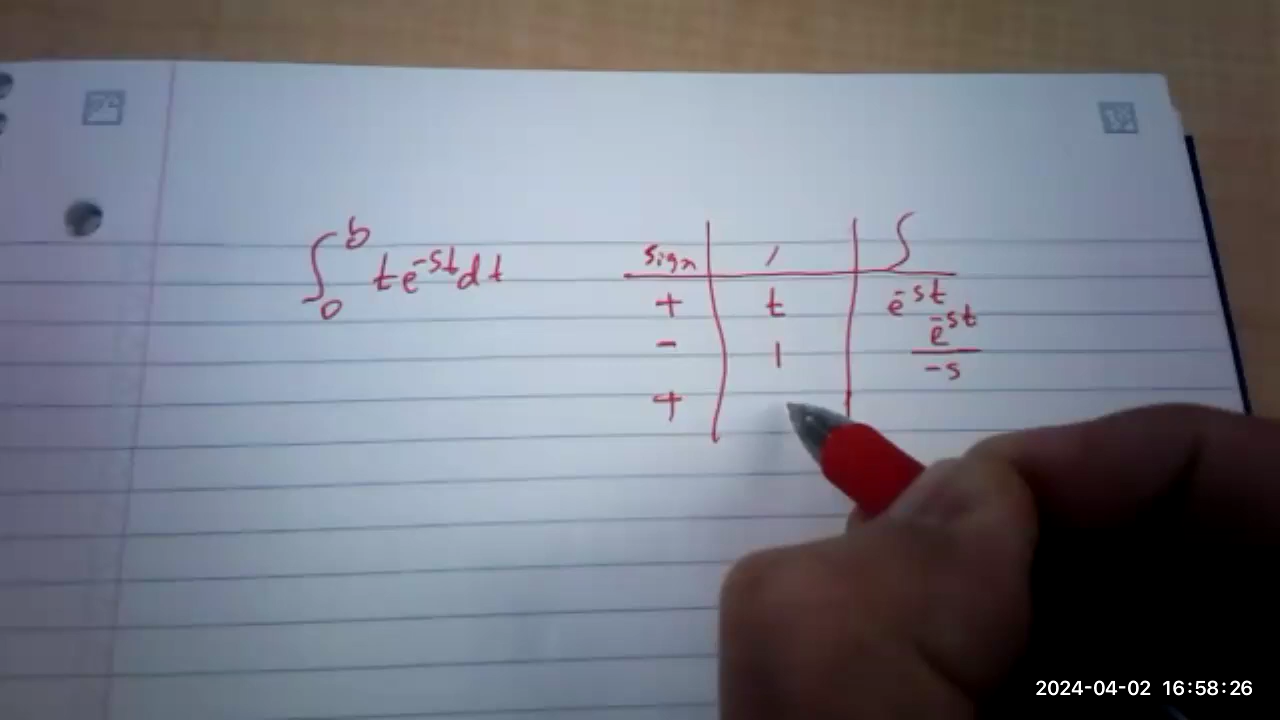 ∫₀ᵇ te^{-st}dt
sign | ′ | ∫
+ | t | e^{-st}
- | 1 | e^{-st}/-s
+
2024-04-02 16:58:26